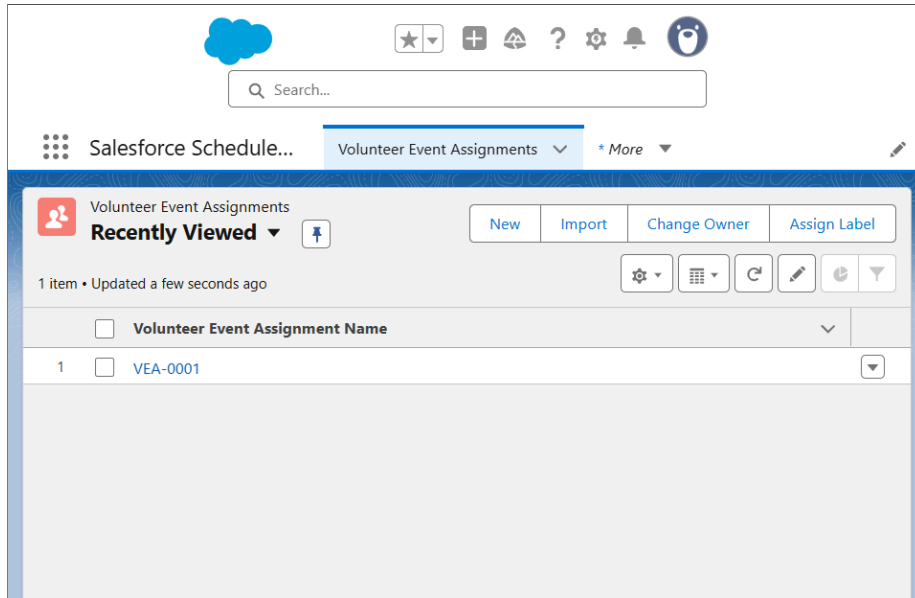 Search...
Salesforce Schedule...
Volunteer Event Assignments
* More
Volunteer Event Assignments
Recently Viewed
New
Import
Change Owner
Assign Label
1 item • Updated a few seconds ago
Volunteer Event Assignment Name
1
VEA-0001